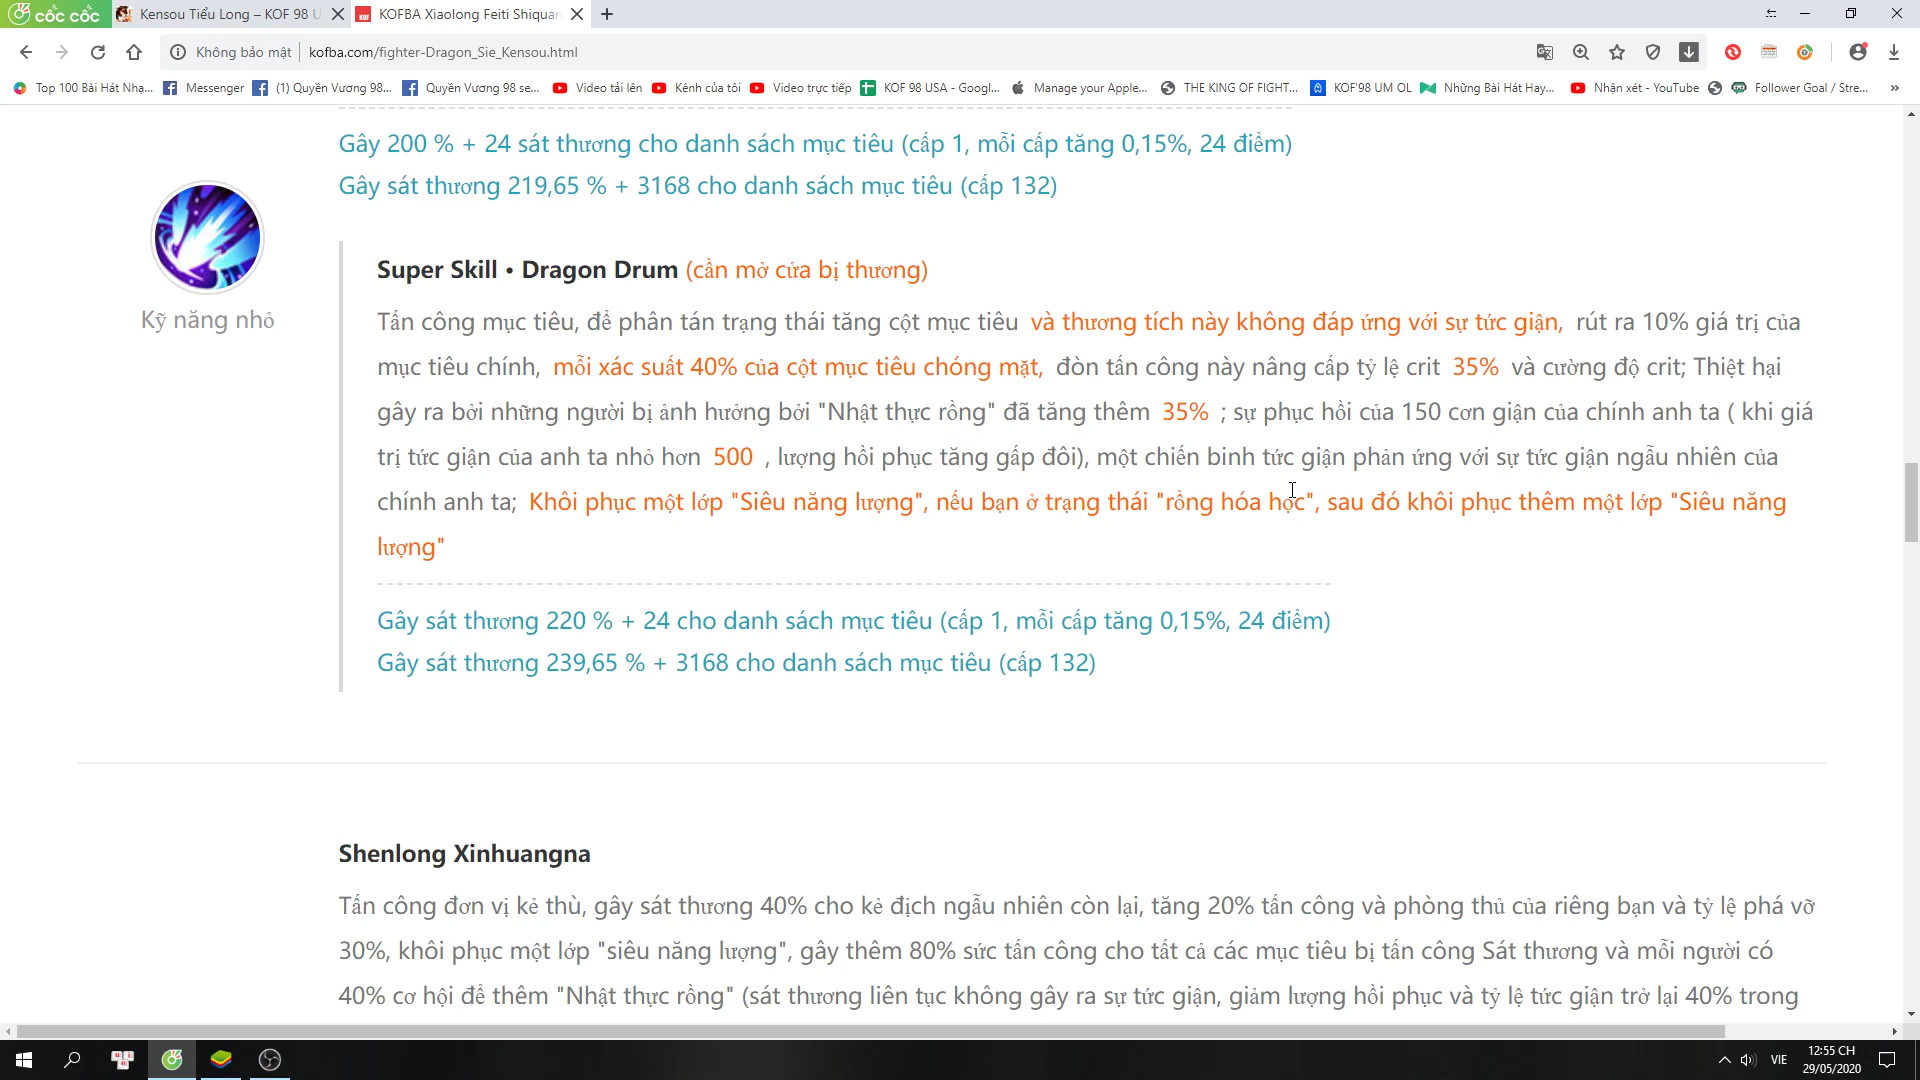 cốc cốc
Kensou Tiểu Long – KOF 98 U
KOFBA Xiaolong Feiti Shiquan
Không bảo mật
kofba.com/fighter-Dragon_Sie_Kensou.html
Top 100 Bài Hát Nhạ...
Messenger
(1) Quyền Vương 98...
Quyền Vương 98 se...
Video tải lên
Kênh của tôi
Video trực tiếp
KOF 98 USA - Googl...
Manage your Apple...
THE KING OF FIGHT...
KOF'98 UM OL
Những Bài Hát Hay...
Nhận xét - YouTube
Follower Goal / Stre...
»
Gây 200 % + 24 sát thương cho danh sách mục tiêu (cấp 1, mỗi cấp tăng 0,15%, 24 điểm)
Gây sát thương 219,65 % + 3168 cho danh sách mục tiêu (cấp 132)
Kỹ năng nhỏ
Super Skill • Dragon Drum (cần mở cửa bị thương)
Tấn công mục tiêu, để phân tán trạng thái tăng cột mục tiêu và thương tích này không đáp ứng với sự tức giận, rút ra 10% giá trị của
mục tiêu chính, mỗi xác suất 40% của cột mục tiêu chóng mặt, đòn tấn công này nâng cấp tỷ lệ crit 35% và cường độ crit; Thiệt hại
gây ra bởi những người bị ảnh hưởng bởi "Nhật thực rồng" đã tăng thêm 35% ; sự phục hồi của 150 cơn giận của chính anh ta ( khi giá
trị tức giận của anh ta nhỏ hơn 500 , lượng hồi phục tăng gấp đôi), một chiến binh tức giận phản ứng với sự tức giận ngẫu nhiên của
chính anh ta; Khôi phục một lớp "Siêu năng lượng", nếu bạn ở trạng thái "rồng hóa học", sau đó khôi phục thêm một lớp "Siêu năng
lượng"
Gây sát thương 220 % + 24 cho danh sách mục tiêu (cấp 1, mỗi cấp tăng 0,15%, 24 điểm)
Gây sát thương 239,65 % + 3168 cho danh sách mục tiêu (cấp 132)
Shenlong Xinhuangna
Tấn công đơn vị kẻ thù, gây sát thương 40% cho kẻ địch ngẫu nhiên còn lại, tăng 20% tấn công và phòng thủ của riêng bạn và tỷ lệ phá vỡ
30%, khôi phục một lớp "siêu năng lượng", gây thêm 80% sức tấn công cho tất cả các mục tiêu bị tấn công Sát thương và mỗi người có
40% cơ hội để thêm "Nhật thực rồng" (sát thương liên tục không gây ra sự tức giận, giảm lượng hồi phục và tỷ lệ tức giận trở lại 40% trong
VIE
12:55 CH
29/05/2020